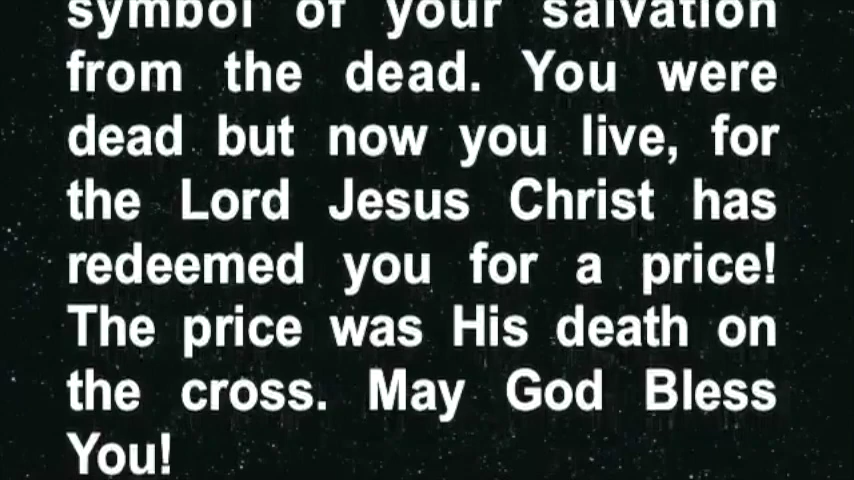 symbol of your salvation
from the dead. You were
dead but now you live, for
the Lord Jesus Christ has
redeemed you for a price!
The price was His death on
the cross. May God Bless
You!